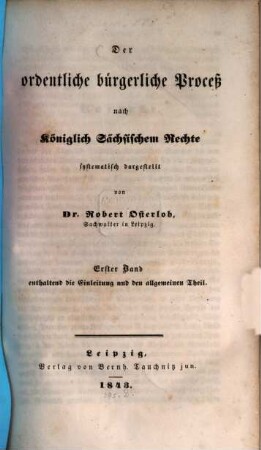 Der
ordentliche bürgerliche Proceß
nach
Königlich Sächsischem Rechte
systematisch dargestellt
von
Dr. Robert Osterloh,
Sachwalter in Leipzig.
Erster Band
enthaltend die Einleitung und den allgemeinen Theil.
Leipzig,
Verlag von Bernh. Tauchnitz jun.
1843.